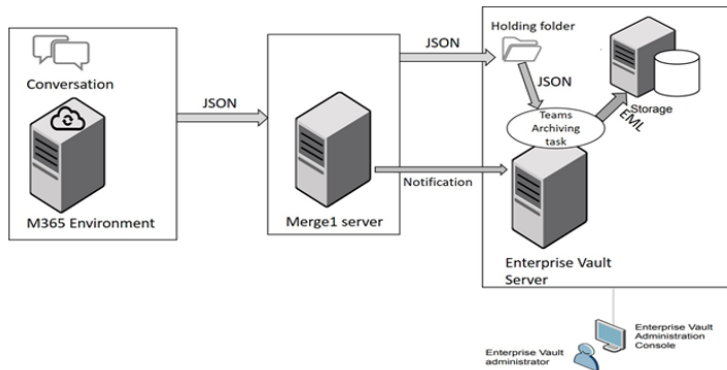 Conversation
M365 Environment
JSON
Merge1 server
JSON
Notification
Holding folder
JSON
Teams
Archiving
task
EML
Storage
Enterprise Vault
Server
Enterprise Vault
Administration
Console
Enterprise Vault
administrator